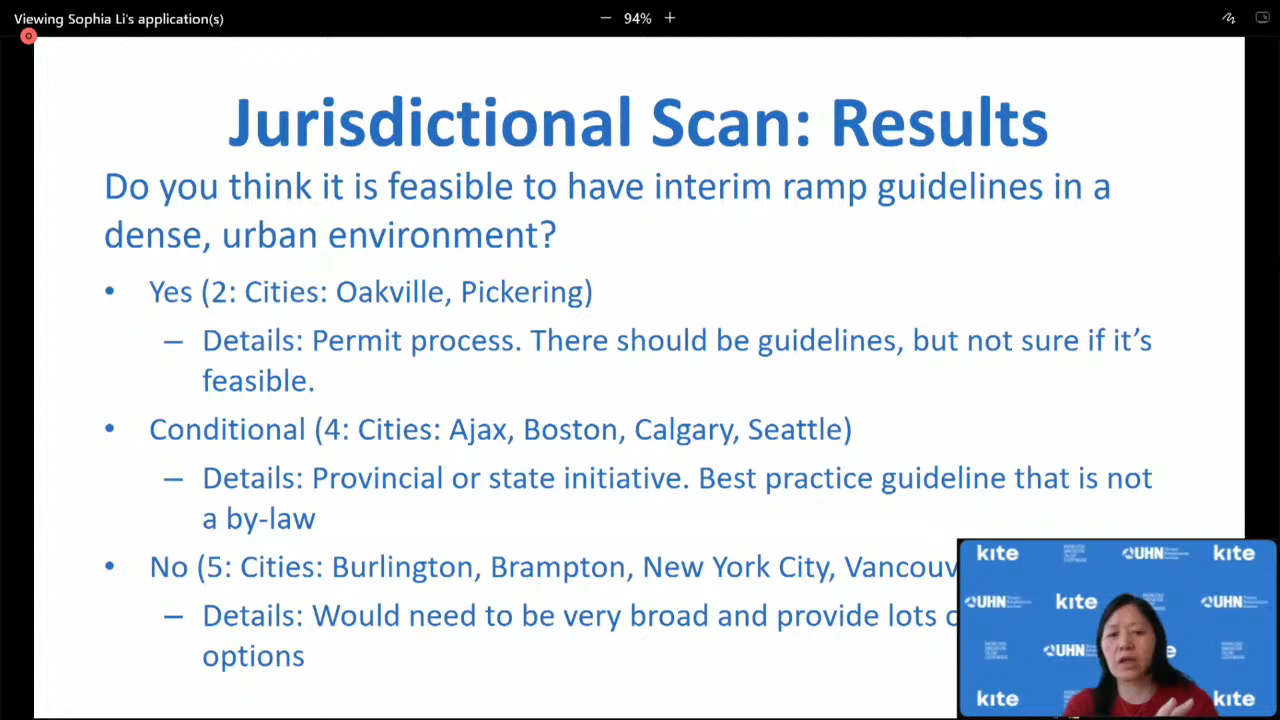 Viewing Sophia Li's application(s)
94%
Jurisdictional Scan: Results
Do you think it is feasible to have interim ramp guidelines in a
dense, urban environment?
• Yes (2: Cities: Oakville, Pickering)
– Details: Permit process. There should be guidelines, but not sure if it's
feasible.
• Conditional (4: Cities: Ajax, Boston, Calgary, Seattle)
– Details: Provincial or state initiative. Best practice guideline that is not
a by-law
• No (5: Cities: Burlington, Brampton, New York City,
– Details: Would need to be very broad and provide lots
options
kite UHN kite
UHN kite UHN
UHN
kite kite